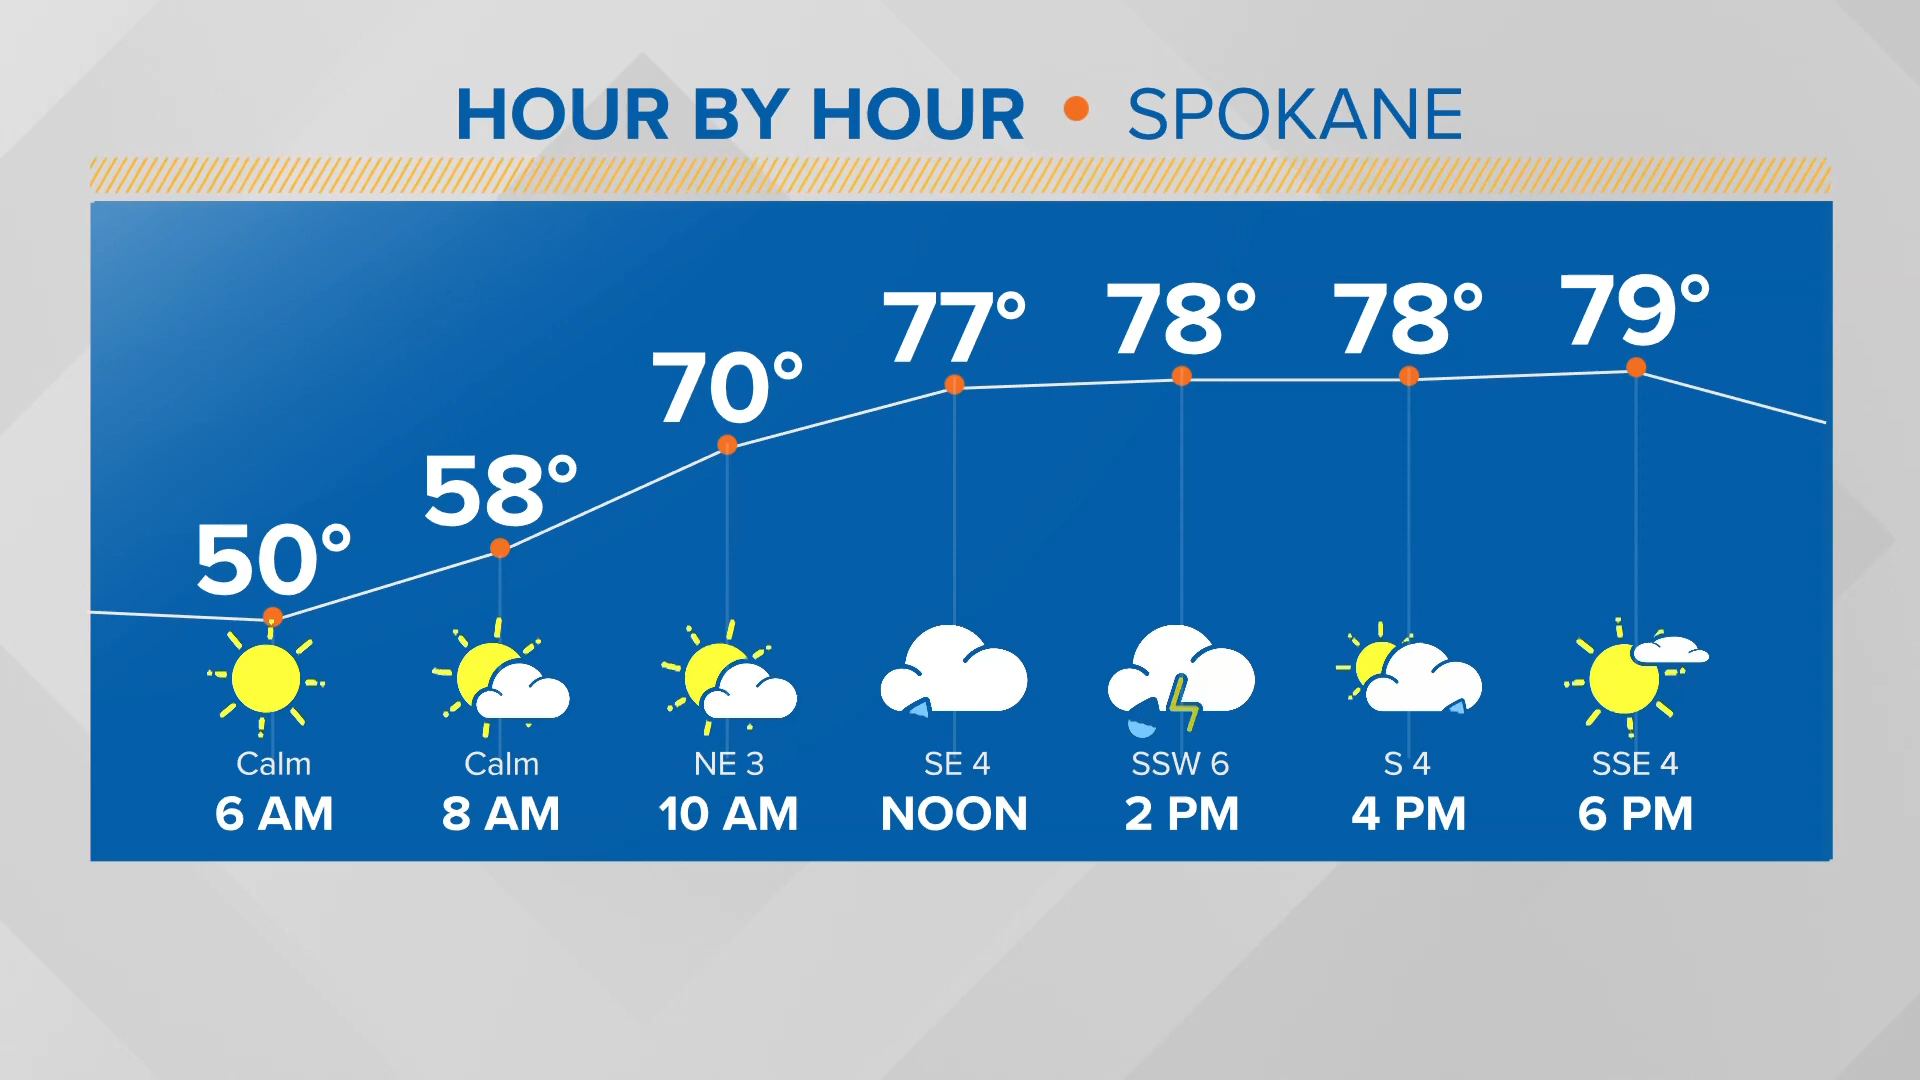 HOUR BY HOUR • SPOKANE
50° 58° 70° 77° 78° 78° 79°
Calm Calm NE 3 SE 4 SSW 6 S 4 SSE 4
6 AM 8 AM 10 AM NOON 2 PM 4 PM 6 PM